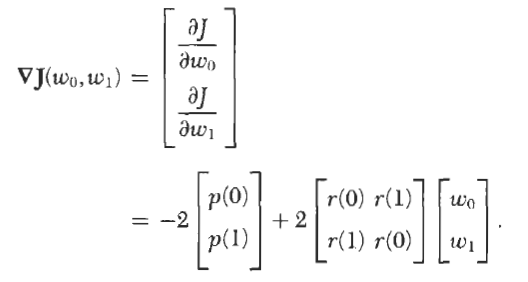 ∇J(w₀, w₁) = [ ∂J/∂w₀ ∂J/∂w₁ ]
= −2 [ p(0) p(1) ] + 2 [ r(0) r(1) r(1) r(0) ] [ w₀ w₁ ] .